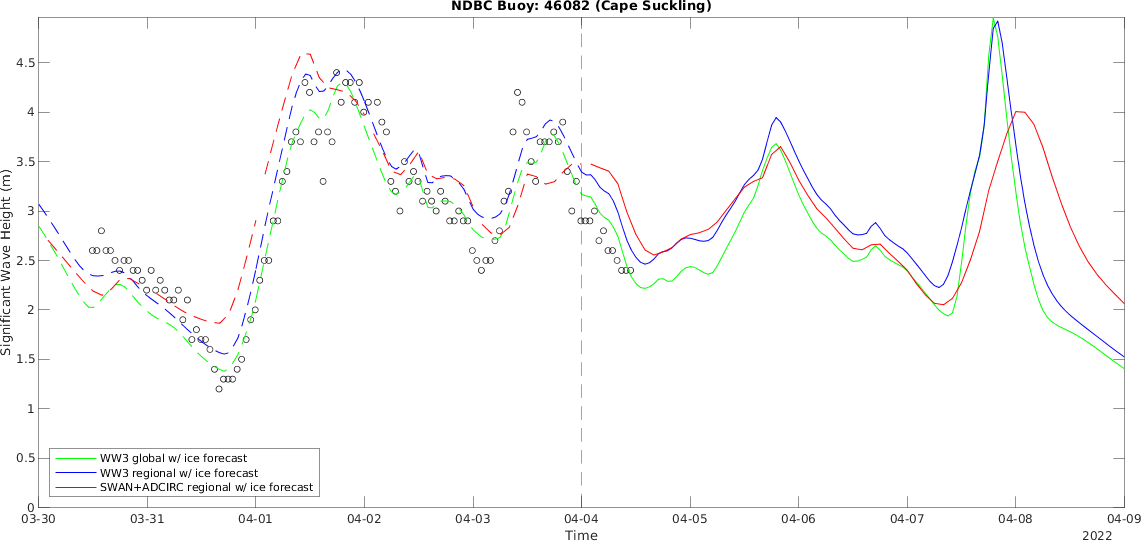 NDBC Buoy: 46082 (Cape Suckling)
Significant Wave Height (m)
4.5
4
3.5
3
2.5
2
1.5
1
0.5
0
WW3 global w/ ice forecast
WW3 regional w/ ice forecast
SWAN+ADCIRC regional w/ ice forecast
03-30 03-31 04-01 04-02 04-03 04-04 04-05 04-06 04-07 04-08 04-09
Time
2022